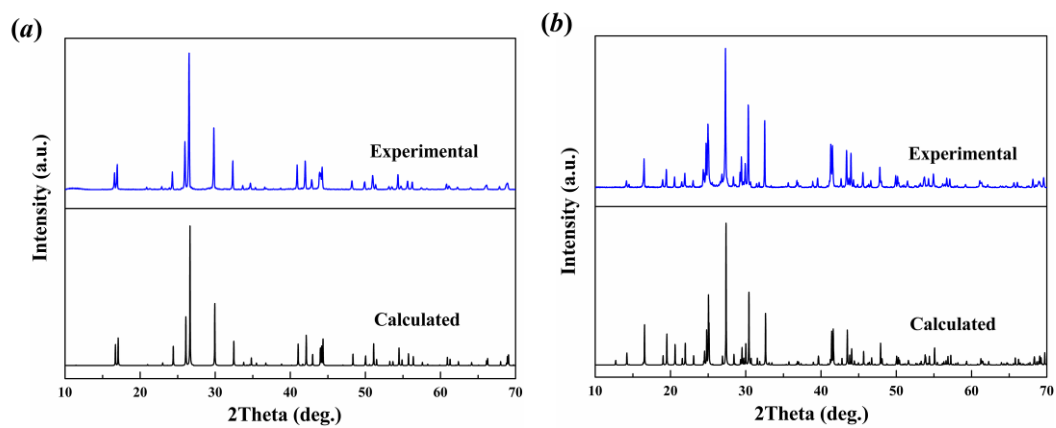 (a)
Intensity (a.u.)
Experimental
Calculated
10 20 30 40 50 60 70
2Theta (deg.)
(b)
Intensity (a.u.)
Experimental
Calculated
10 20 30 40 50 60 70
2Theta (deg.)